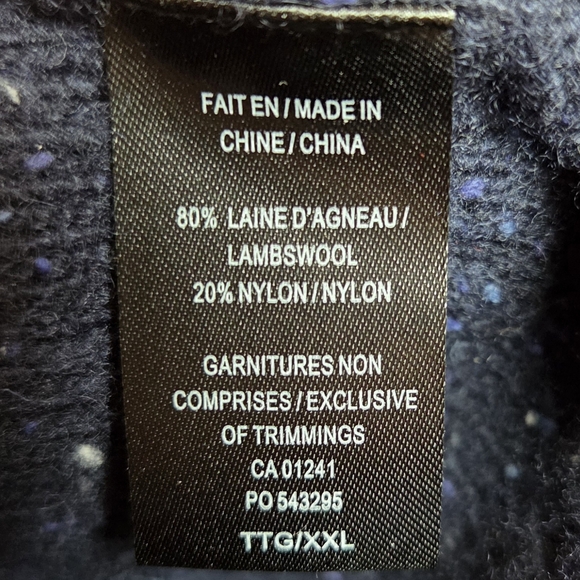 FAIT EN / MADE IN
CHINE / CHINA
80% LAINE D'AGNEAU /
LAMBSWOOL
20% NYLON / NYLON
GARNITURES NON
COMPRISES / EXCLUSIVE
OF TRIMMINGS
CA 01241
PO 543295
TTG/XXL